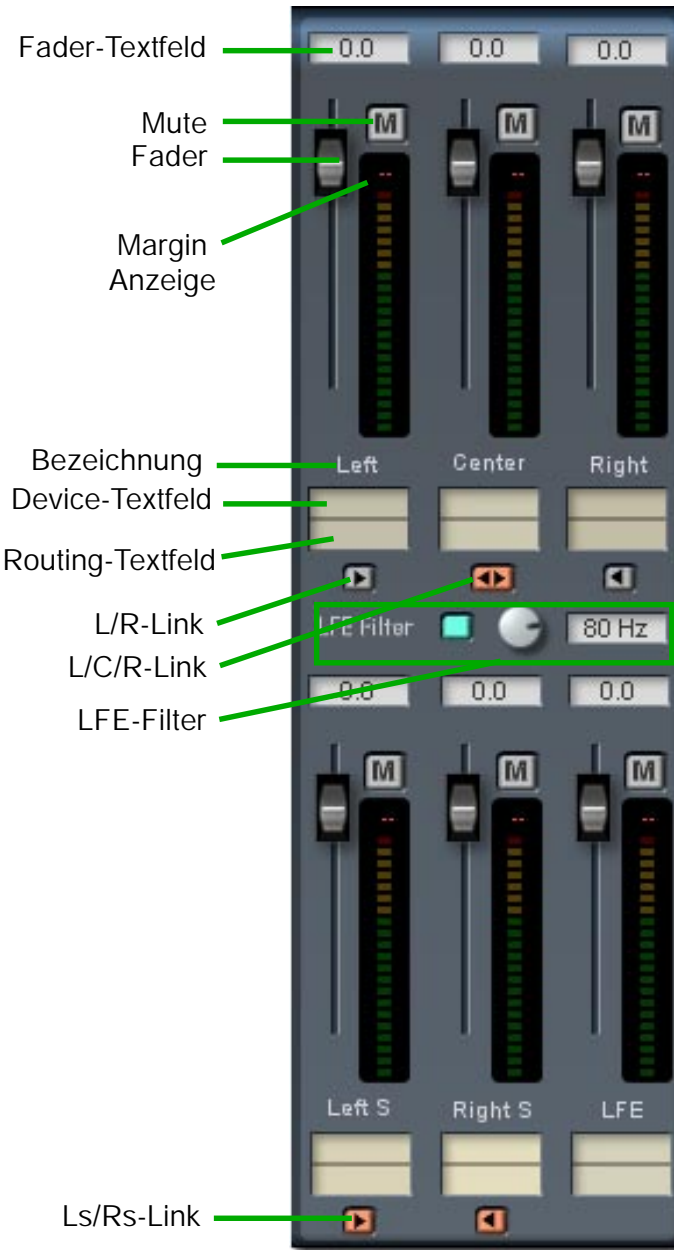 Fader-Textfeld
0.0 0.0 0.0
Mute
M M M
Fader
-- -- --
Margin
Anzeige
Bezeichnung
Left Center Right
Device-Textfeld
Routing-Textfeld
L/R-Link
LFE Filter 80 Hz
L/C/R-Link
LFE-Filter
0.0 0.0 0.0
M M M
-- -- --
Left S Right S LFE
Ls/Rs-Link